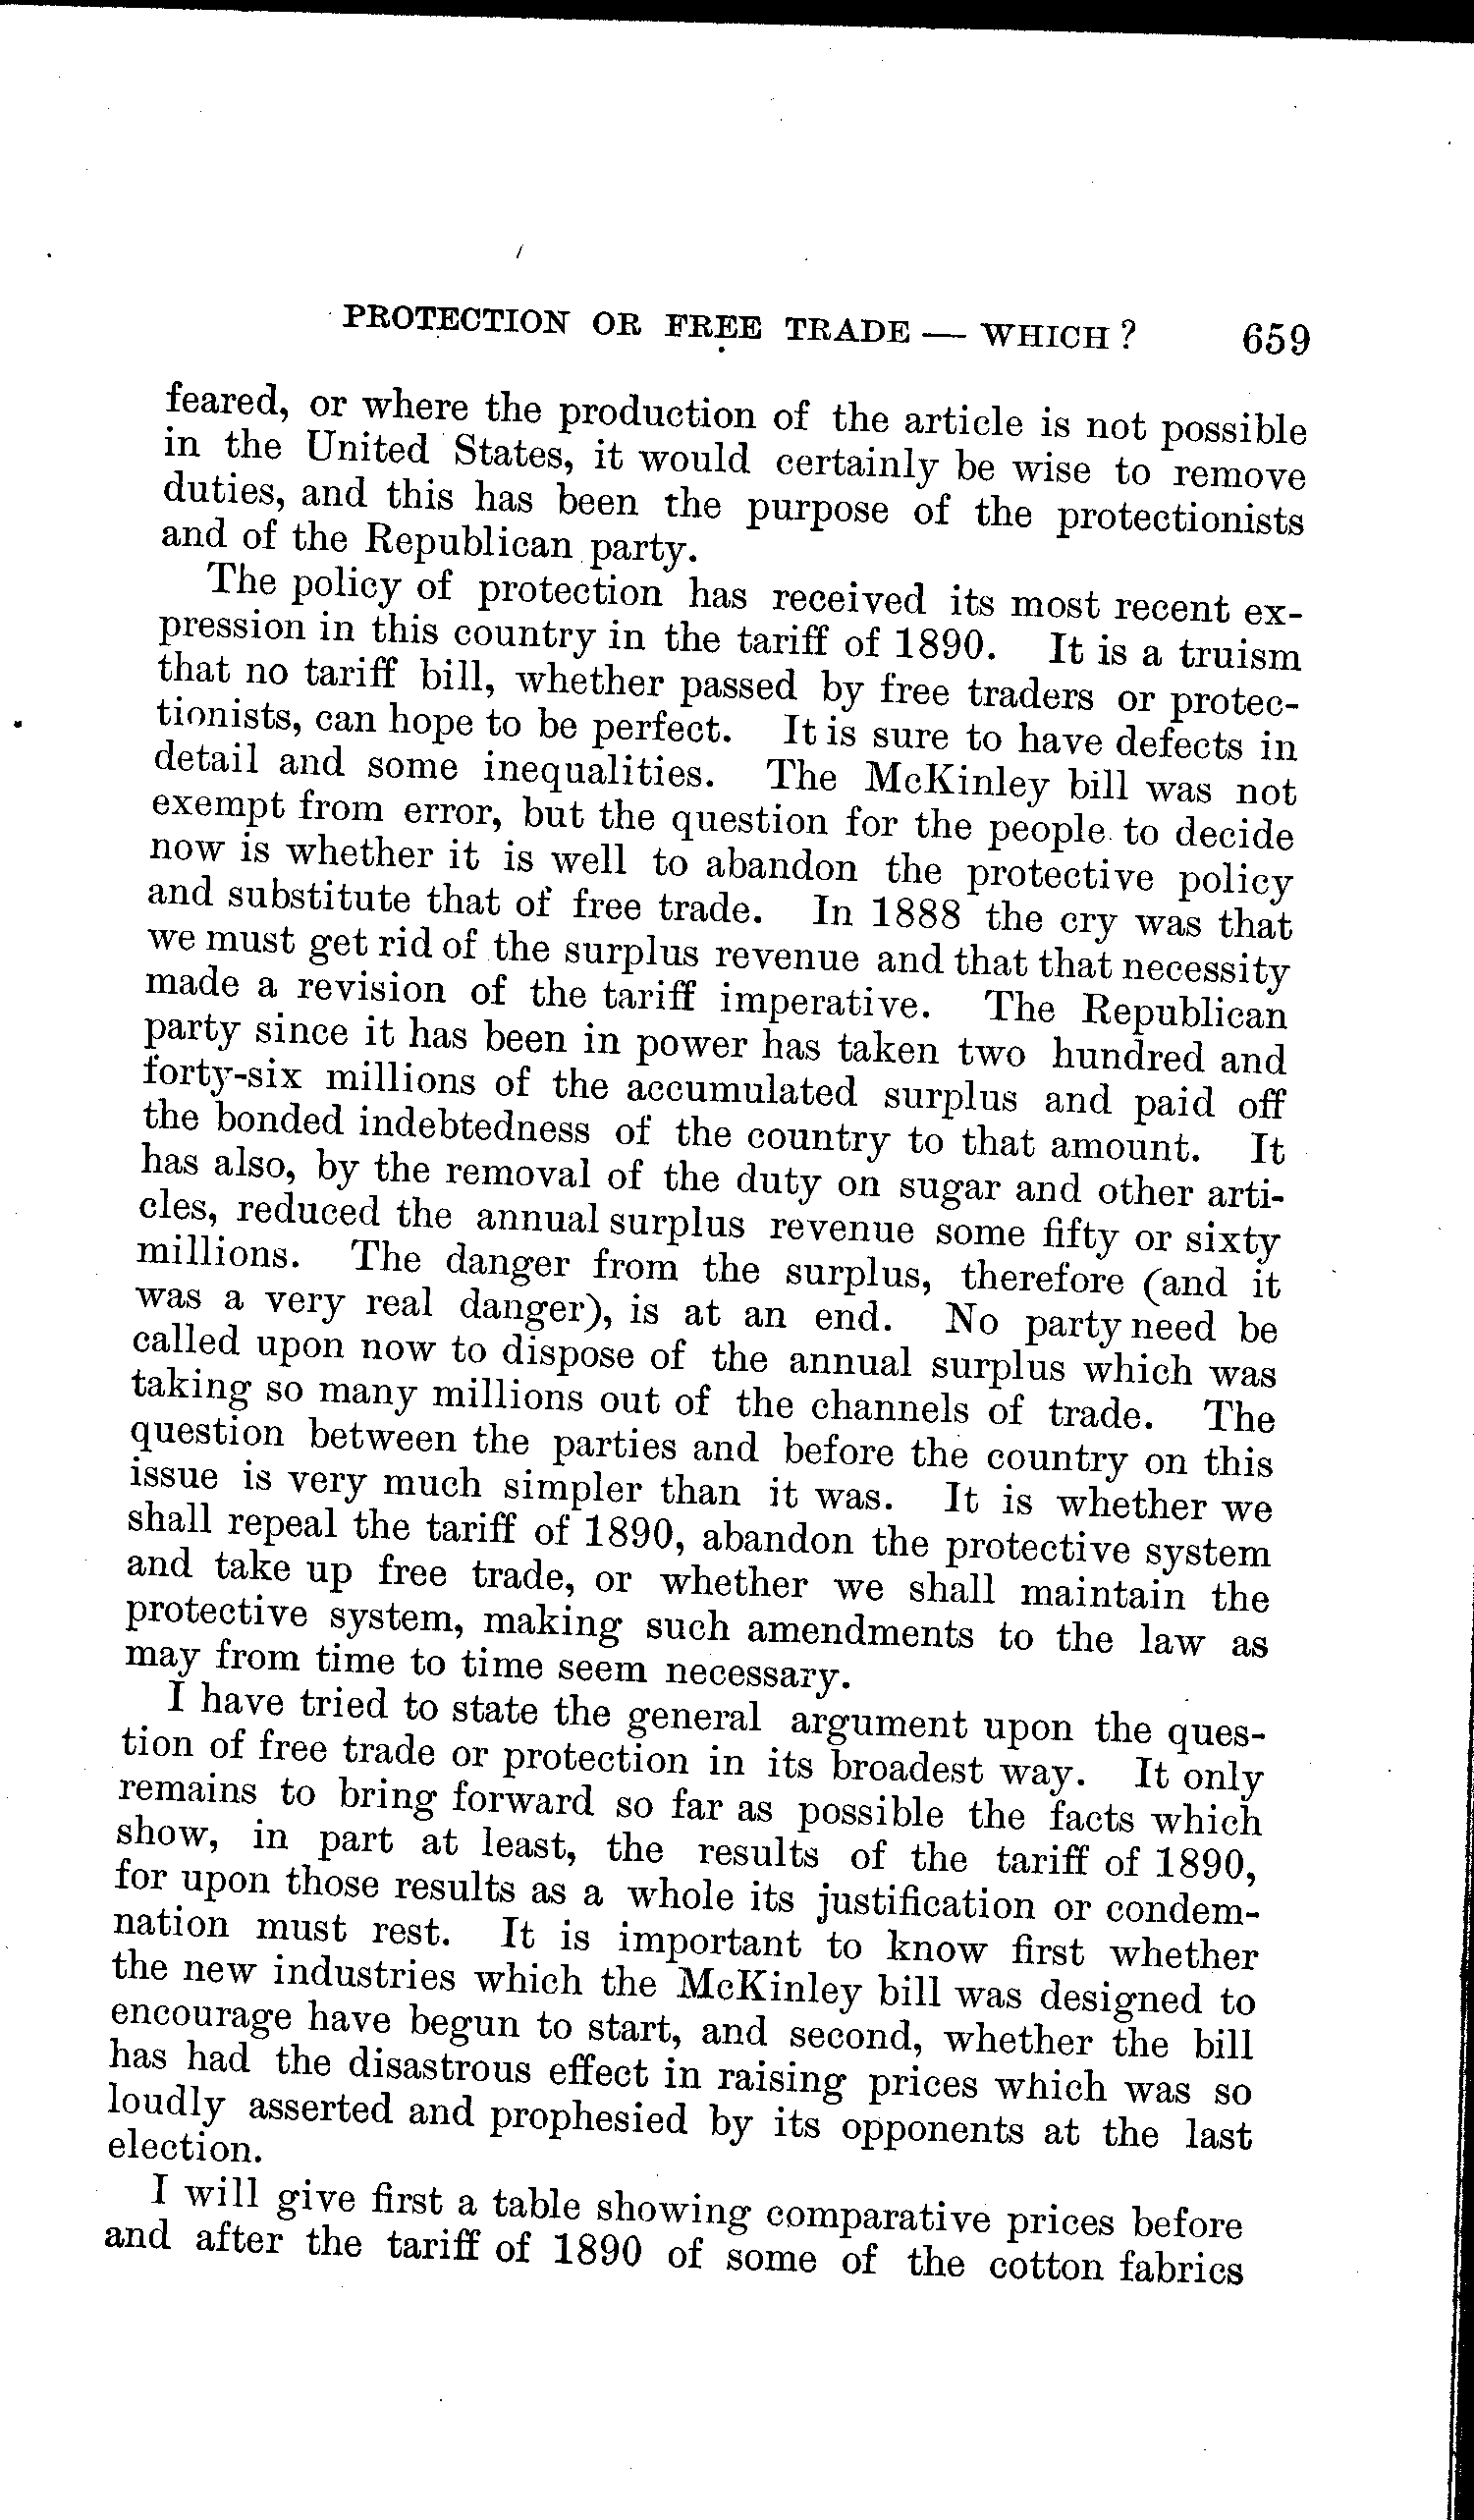 PROTECTION OR FREE TRADE — WHICH ? 659
feared, or where the production of the article is not possible
in the United States, it would certainly be wise to remove
duties, and this has been the purpose of the protectionists
and of the Republican party.
The policy of protection has received its most recent ex-
pression in this country in the tariff of 1890. It is a truism
that no tariff bill, whether passed by free traders or protec-
tionists, can hope to be perfect. It is sure to have defects in
detail and some inequalities. The McKinley bill was not
exempt from error, but the question for the people to decide
now is whether it is well to abandon the protective policy
and substitute that of free trade. In 1888 the cry was that
we must get rid of the surplus revenue and that that necessity
made a revision of the tariff imperative. The Republican
party since it has been in power has taken two hundred and
forty-six millions of the accumulated surplus and paid off
the bonded indebtedness of the country to that amount. It
has also, by the removal of the duty on sugar and other arti-
cles, reduced the annual surplus revenue some fifty or sixty
millions. The danger from the surplus, therefore (and it
was a very real danger), is at an end. No party need be
called upon now to dispose of the annual surplus which was
taking so many millions out of the channels of trade. The
question between the parties and before the country on this
issue is very much simpler than it was. It is whether we
shall repeal the tariff of 1890, abandon the protective system
and take up free trade, or whether we shall maintain the
protective system, making such amendments to the law as
may from time to time seem necessary.
I have tried to state the general argument upon the ques-
tion of free trade or protection in its broadest way. It only
remains to bring forward so far as possible the facts which
show, in part at least, the results of the tariff of 1890,
for upon those results as a whole its justification or condem-
nation must rest. It is important to know first whether
the new industries which the McKinley bill was designed to
encourage have begun to start, and second, whether the bill
has had the disastrous effect in raising prices which was so
loudly asserted and prophesied by its opponents at the last
election.
I will give first a table showing comparative prices before
and after the tariff of 1890 of some of the cotton fabrics